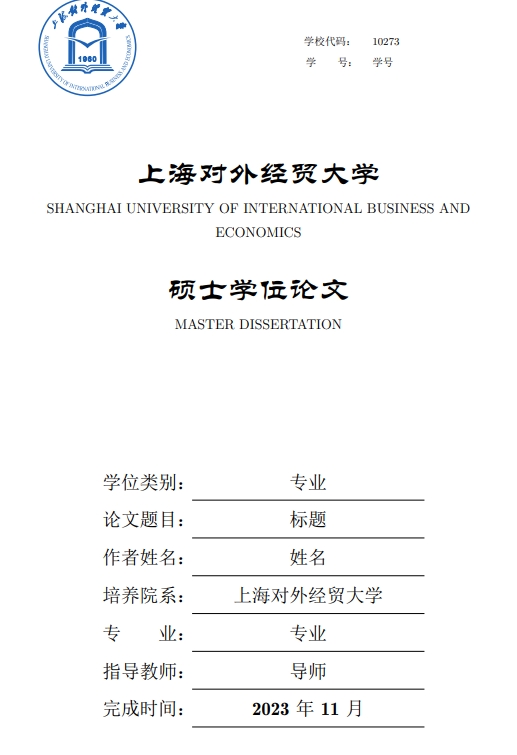 上海对外经贸大学
1960
SHANGHAI UNIVERSITY OF INTERNATIONAL BUSINESS AND ECONOMICS
学校代码： 10273
学 号： 学号
上海对外经贸大学
SHANGHAI UNIVERSITY OF INTERNATIONAL BUSINESS AND
ECONOMICS
硕士学位论文
MASTER DISSERTATION
学位类别： 专业
论文题目： 标题
作者姓名： 姓名
培养院系： 上海对外经贸大学
专 业： 专业
指导教师： 导师
完成时间： 2023 年 11 月